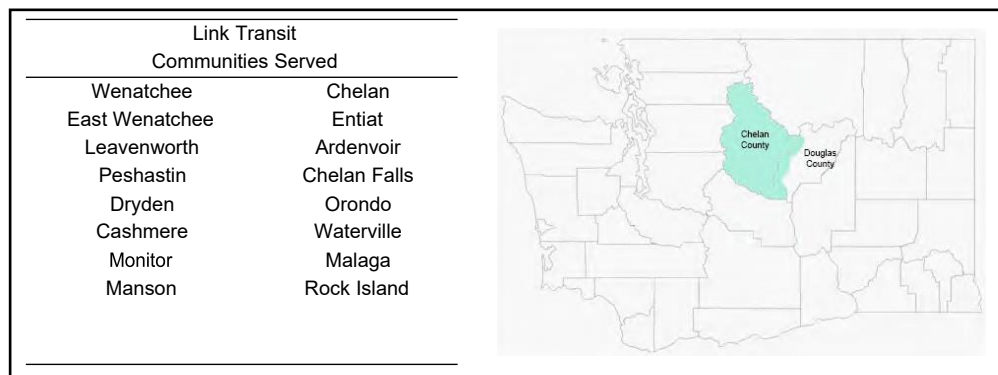 Link Transit
Communities Served
Wenatchee Chelan
East Wenatchee Entiat
Leavenworth Ardenvoir
Peshastin Chelan Falls
Dryden Orondo
Cashmere Waterville
Monitor Malaga
Manson Rock Island
Chelan
County
Douglas
County